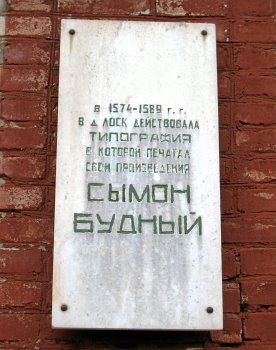 В 1574-1589 г.г.
В Д. ЛОСК ДЕЙСТВОВАЛА
ТИПОГРАФИЯ
В КОТОРОЙ ПЕЧАТАЛ
СВОИ ПРОИЗВЕДЕНИЯ
СЫМОН
БУДНЫЙ